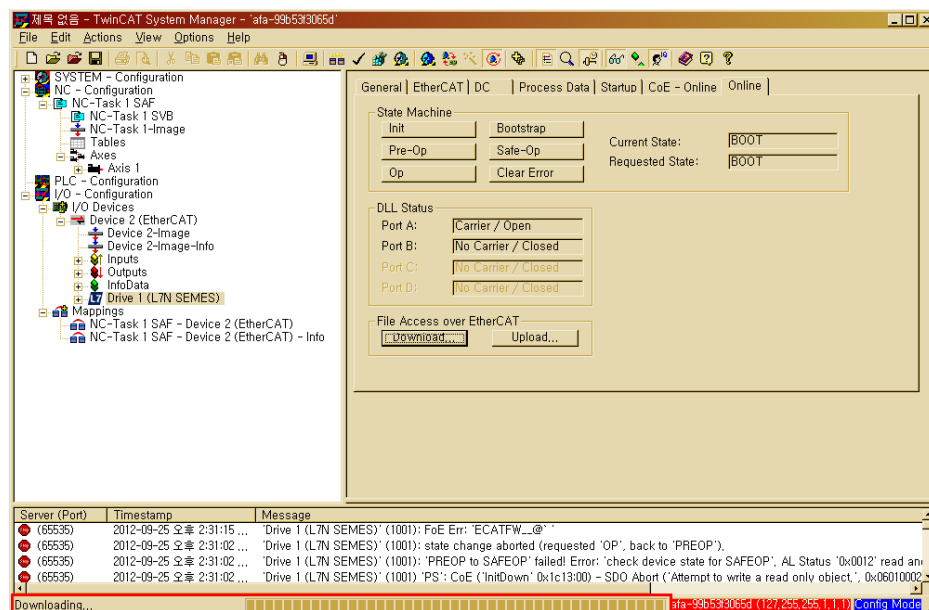 제목 없음 - TwinCAT System Manager - 'afa-99b53f3065d'
File Edit Actions View Options Help
SYSTEM - Configuration
NC - Configuration
NC-Task 1 SAF
NC-Task 1 SVB
NC-Task 1-Image
Tables
Axes
Axis 1
PLC - Configuration
I/O - Configuration
I/O Devices
Device 2 (EtherCAT)
Device 2-Image
Device 2-Image-Info
Inputs
Outputs
InfoData
Drive 1 (L7N SEMES)
Mappings
NC-Task 1 SAF - Device 2 (EtherCAT)
NC-Task 1 SAF - Device 2 (EtherCAT) - Info
General EtherCAT DC Process Data Startup CoE - Online Online
State Machine
Init Bootstrap
Pre-Op Safe-Op
Op Clear Error
Current State: BOOT
Requested State: BOOT
DLL Status
Port A: Carrier / Open
Port B: No Carrier / Closed
Port C: No Carrier / Closed
Port D: No Carrier / Closed
File Access over EtherCAT
Download... Upload...
Server (Port) Timestamp Message
(65535) 2012-09-25 오후 2:31:15 ... 'Drive 1 (L7N SEMES)' (1001): FoE Err: 'ECATFW__@' '
(65535) 2012-09-25 오후 2:31:02 ... 'Drive 1 (L7N SEMES)' (1001): state change aborted (requested 'OP', back to 'PREOP').
(65535) 2012-09-25 오후 2:31:02 ... 'Drive 1 (L7N SEMES)' (1001): 'PREOP to SAFEOP' failed! Error: 'check device state for SAFEOP', AL Status '0x0012' read and
(65535) 2012-09-25 오후 2:31:02 ... 'Drive 1 (L7N SEMES)' (1001) 'PS': CoE ('InitDown' 0x1c13:00) - SDO Abort ('Attempt to write a read only object.', 0x06010002
Downloading... afa-99b53f3065d (127.255.255.1.1.1) Config Mode